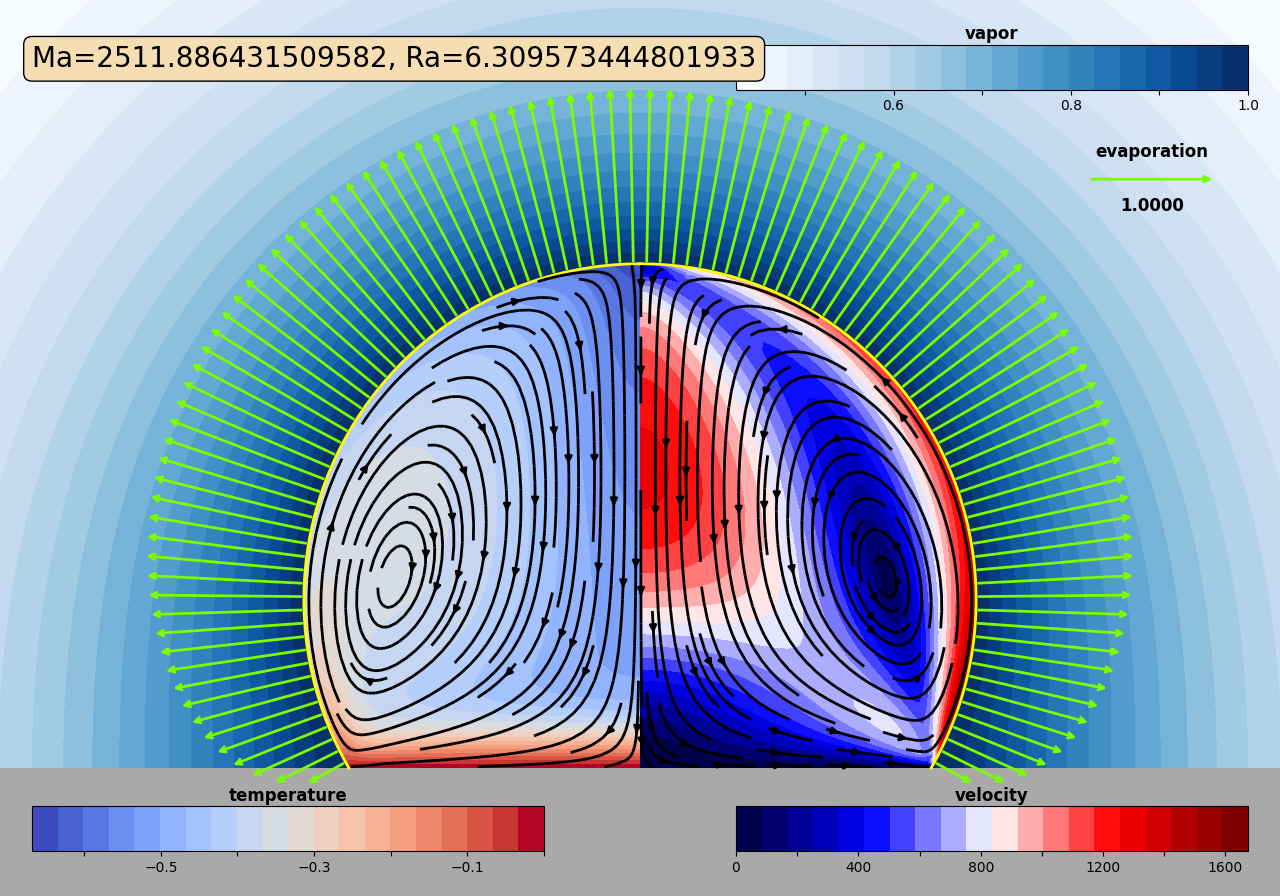 Ma=2511.886431509582, Ra=6.309573444801933
vapor
0.6 0.8 1.0
evaporation
1.0000
temperature
−0.5 −0.3 −0.1
velocity
0 400 800 1200 1600